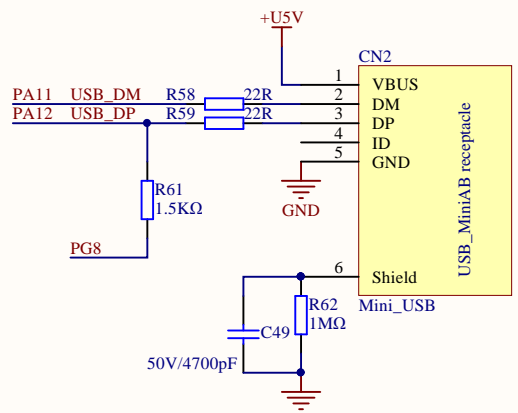 +U5V
CN2
1 VBUS
PA11 USB_DM R58 22R 2 DM
PA12 USB_DP R59 22R 3 DP
4 ID
5 GND
USB_MiniAB receptacle
R61
1.5KΩ
GND
PG8
6 Shield
R62
1MΩ
Mini_USB
C49
50V/4700pF